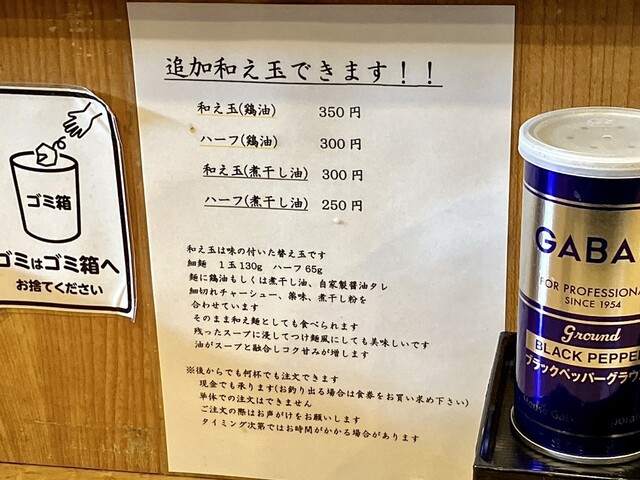 追加和え玉できます！！
和え玉(鶏油) 350円
ハーフ(鶏油) 300円
和え玉(煮干し油) 300円
ハーフ(煮干し油) 250円
和え玉は味の付いた替え玉です
細麺 1玉130g ハーフ65g
麺に鶏油もしくは煮干し油、自家製醤油タレ
細切れチャーシュー、薬味、煮干し粉を
合わせています
そのまま和え麺としても食べられます
残ったスープに浸してつけ麺風にしても美味しいです
油がスープと融合しコク甘みが増します
※後からでも何杯でも注文できます
現金でも承ります(お釣り出る場合は食券をお買い求め下さい)
単体での注文はできません
ご注文の際はお声がけをお願いします
タイミング次第ではお時間がかかる場合があります
ゴミ箱
ゴミはゴミ箱へ
お捨てください
GABA
FOR PROFESSIONA
SINCE 1954
Ground
BLACK PEPPE
ブラックペッパーグラウ